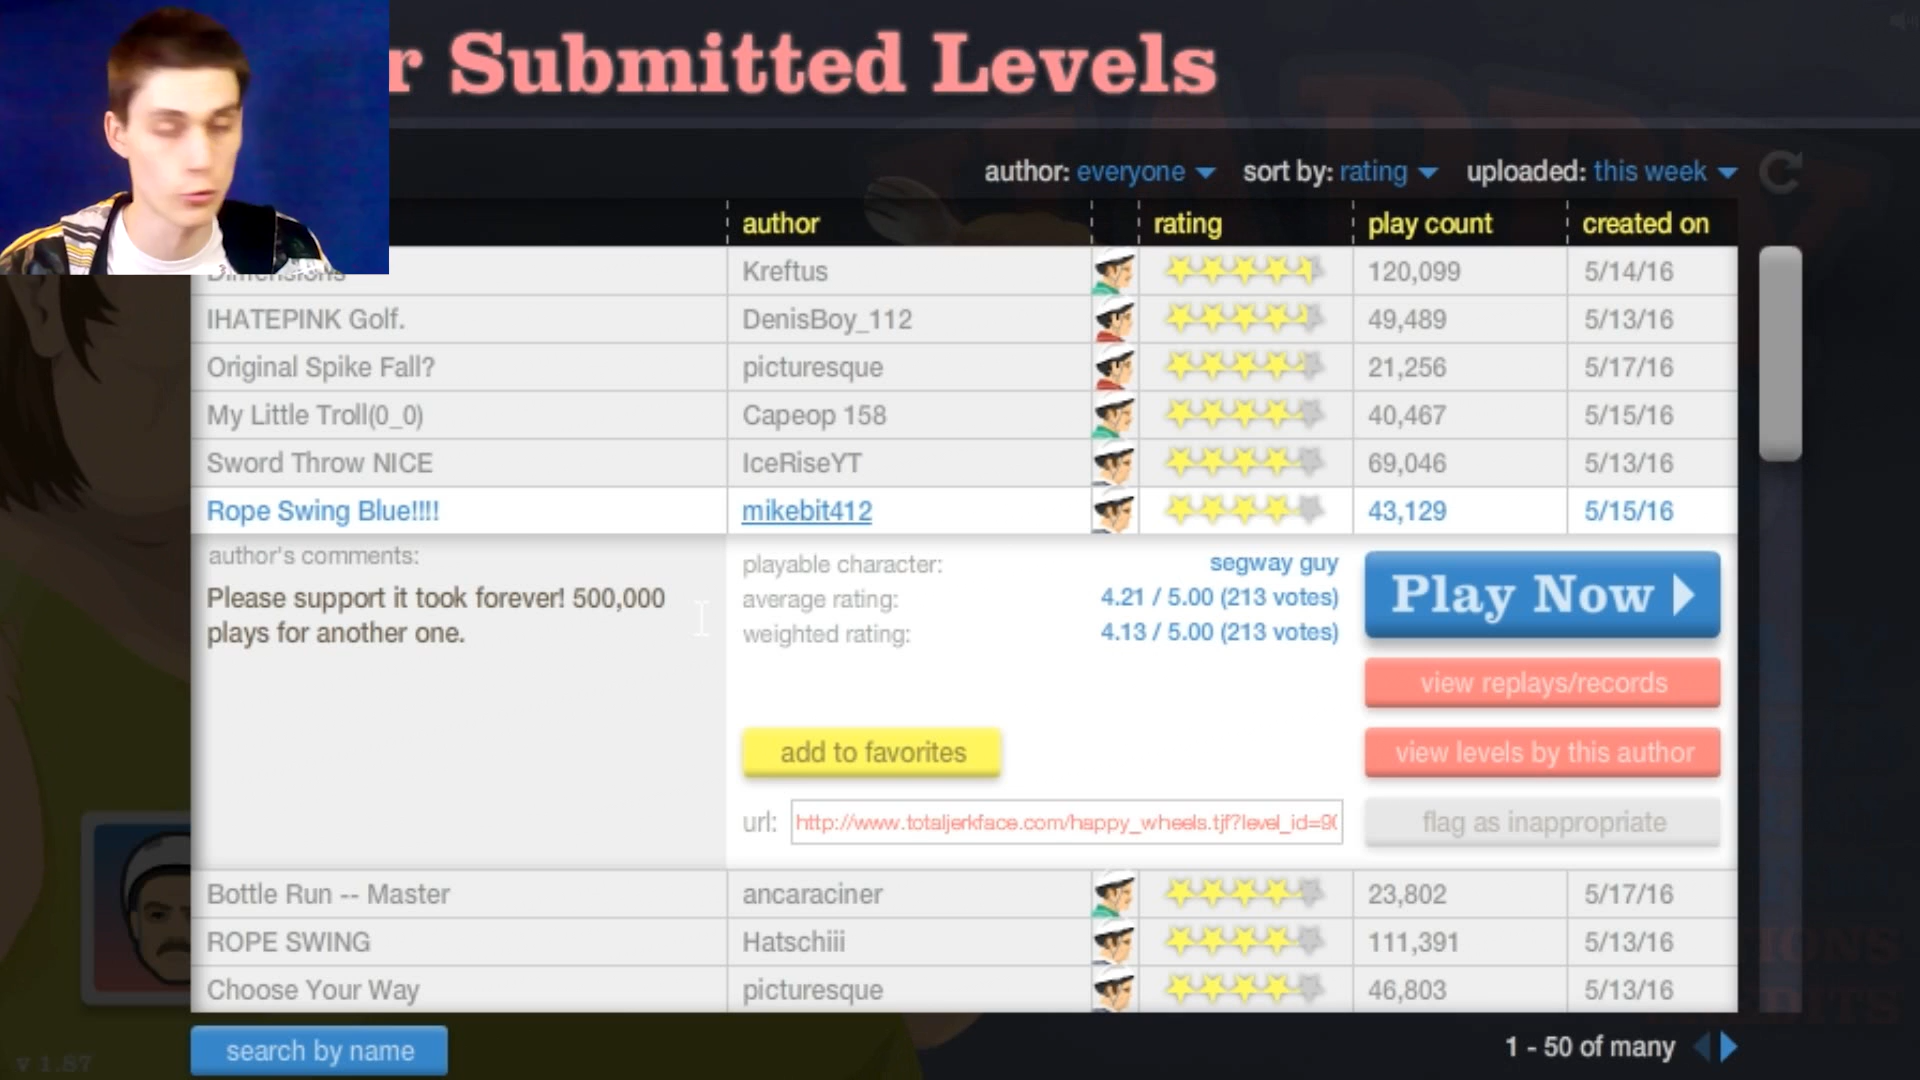 r Submitted Levels
author: everyone sort by: rating uploaded: this week
author rating play count created on
Dimensions Kreftus 120,099 5/14/16
IHATEPINK Golf. DenisBoy_112 49,489 5/13/16
Original Spike Fall? picturesque 21,256 5/17/16
My Little Troll(0_0) Capeop 158 40,467 5/15/16
Sword Throw NICE IceRiseYT 69,046 5/13/16
Rope Swing Blue!!!! mikebit412 43,129 5/15/16
author's comments:
Please support it took forever! 500,000
plays for another one.
playable character: segway guy
average rating: 4.21 / 5.00 (213 votes)
weighted rating: 4.13 / 5.00 (213 votes)
Play Now
view replays/records
add to favorites
view levels by this author
url: http://www.totaljerkface.com/happy_wheels.tjf?level_id=9
flag as inappropriate
Bottle Run -- Master ancaraciner 23,802 5/17/16
ROPE SWING Hatschiii 111,391 5/13/16
Choose Your Way picturesque 46,803 5/13/16
search by name
1 - 50 of many
v 1.87